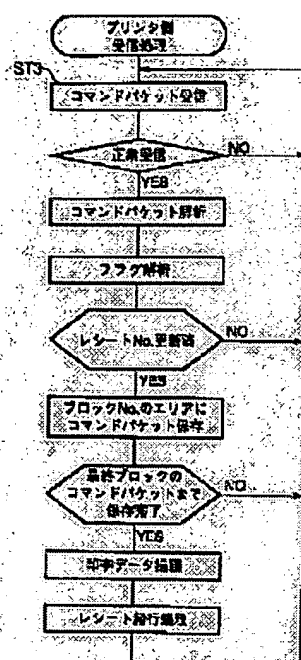 プリンタ側
受信処理
ST3
コマンドパケット受信
正常受信
NO
YES
コマンドパケット解析
フラグ解析
レシートNo.更新済
NO
YES
ブロックNo.のエリアに
コマンドパケット保存
最終ブロックの
コマンドパケットまで
保存完了
NO
YES
印字データ編集
レシート発行処理